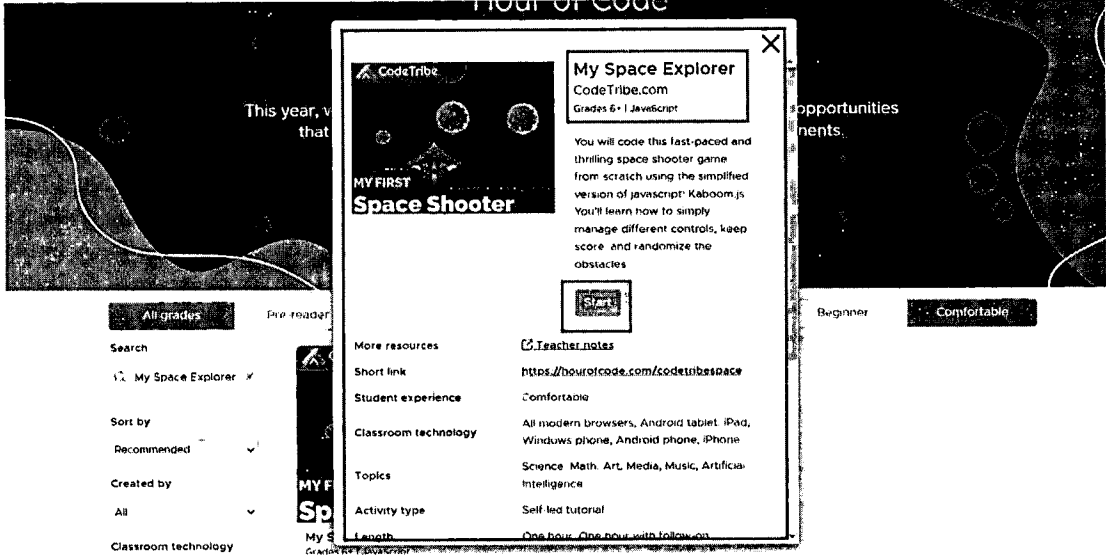 Hour of Code
This year, w
that
opportunities
nents.
CodeTribe
MY FIRST
Space Shooter
My Space Explorer
CodeTribe.com
Grades 6+ | JavaScript
You will code this fast-paced and
thrilling space shooter game
from scratch using the simplified
version of javascript: Kaboom.js
You'll learn how to simply
manage different controls, keep
score and randomize the
obstacles
Start
More resources
Teacher notes
Short link
https://hourofcode.com/codetribespace
Student experience
Comfortable
Classroom technology
All modern browsers, Android tablet, iPad,
Windows phone, Android phone, iPhone
Topics
Science, Math, Art, Media, Music, Artificial
Intelligence
Activity type
Self-led tutorial
Length
One hour, One hour with follow-on
All grades
Pre-reader
Beginner
Comfortable
Search
My Space Explorer
Sort by
Recommended
Created by
All
Classroom technology
MY F
Sp
My S
Grades 6+ | JavaScript